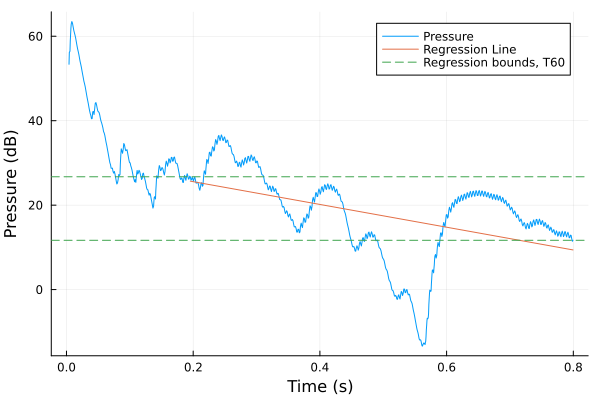 Pressure (dB)
60
40
20
0
Pressure
Regression Line
Regression bounds, T60
0.0
0.2
0.4
0.6
0.8
Time (s)